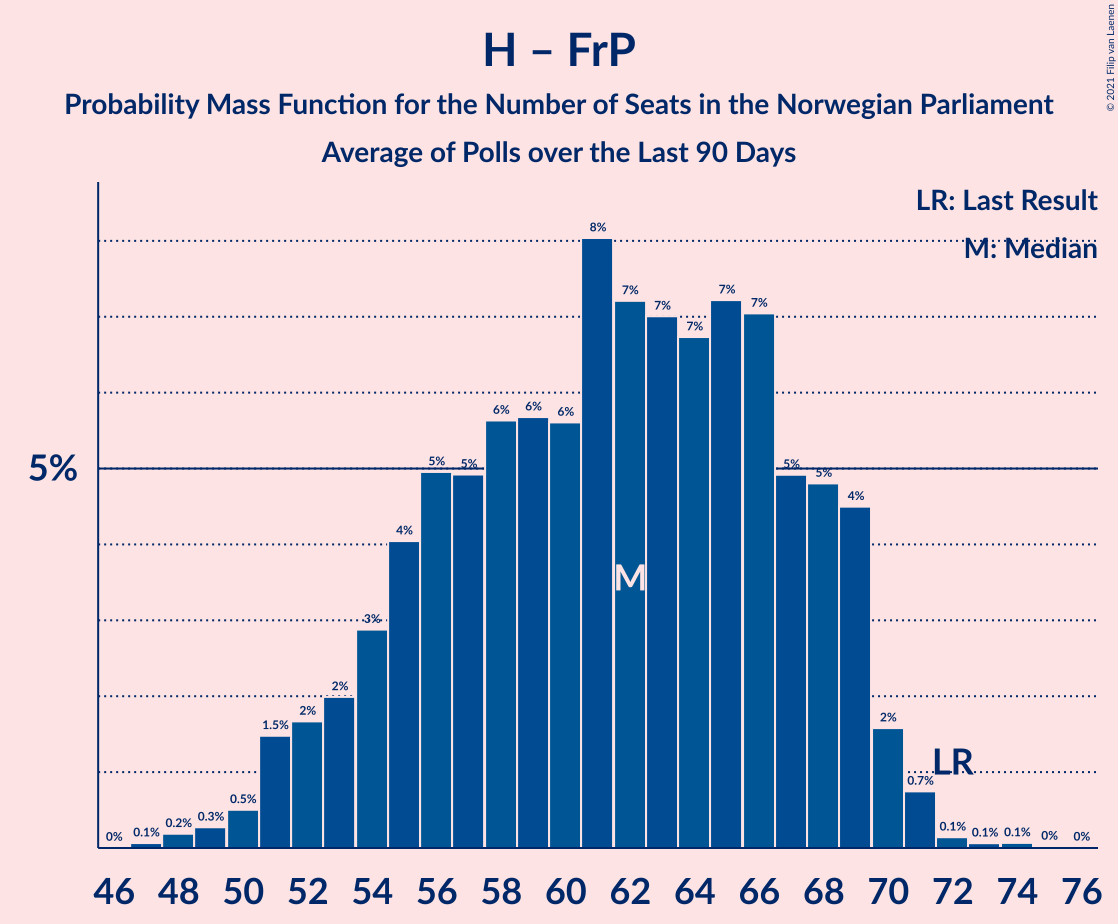 H – FrP
Probability Mass Function for the Number of Seats in the Norwegian Parliament
Average of Polls over the Last 90 Days
© 2021 Filip van Laenen
LR: Last Result
M: Median
5%
0% 0.1% 0.2% 0.3% 0.5% 1.5% 2% 2% 3% 4% 5% 5% 6% 6% 6% 8% 7% 7% 7% 7% 7% 5% 5% 4% 2% 0.7% 0.1% 0.1% 0.1% 0% 0%
M
LR
46 48 50 52 54 56 58 60 62 64 66 68 70 72 74 76